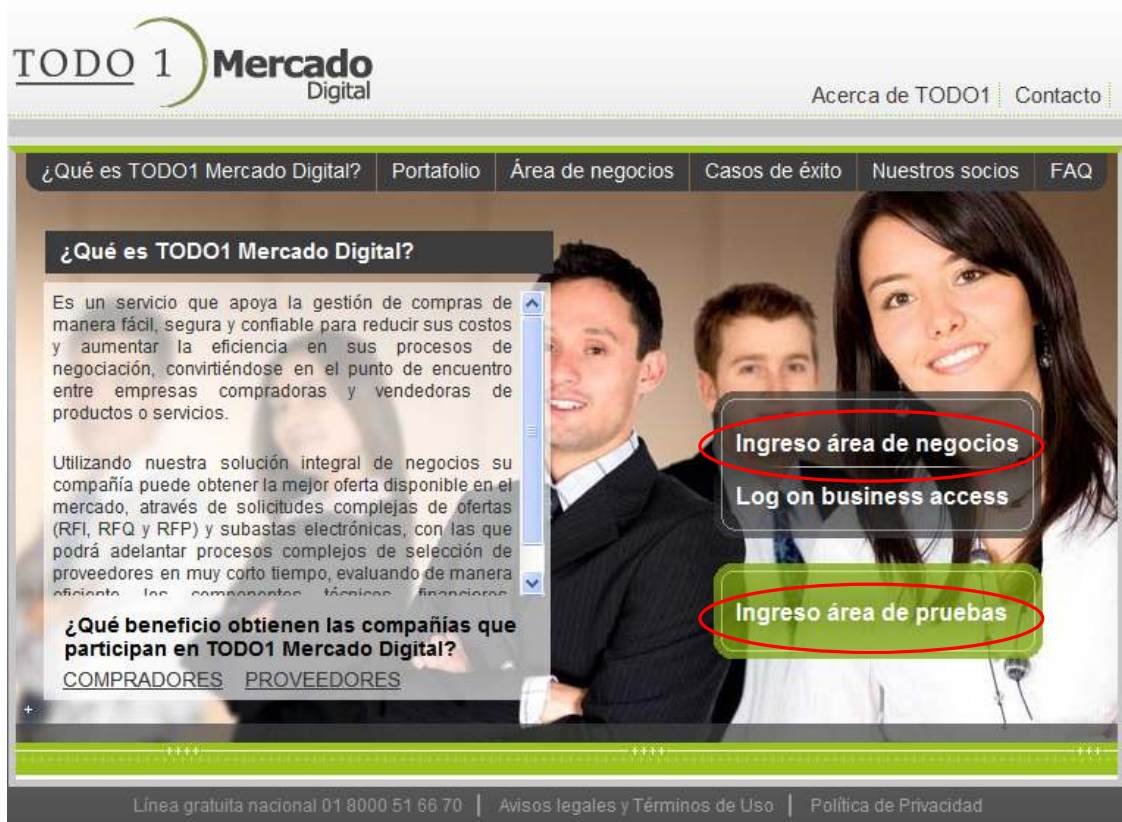 TODO 1 Mercado
Digital
Acerca de TODO1 Contacto
¿Qué es TODO1 Mercado Digital? Portafolio Área de negocios Casos de éxito Nuestros socios FAQ
¿Qué es TODO1 Mercado Digital?
Es un servicio que apoya la gestión de compras de
manera fácil, segura y confiable para reducir sus costos
y aumentar la eficiencia en sus procesos de
negociación, convirtiéndose en el punto de encuentro
entre empresas compradoras y vendedoras de
productos o servicios.
Utilizando nuestra solución integral de negocios su
compañía puede obtener la mejor oferta disponible en el
mercado, através de solicitudes complejas de ofertas
(RFI, RFQ y RFP) y subastas electrónicas, con las que
podrá adelantar procesos complejos de selección de
proveedores en muy corto tiempo, evaluando de manera
eficiente los componentes técnicos financieros
¿Qué beneficio obtienen las compañías que
participan en TODO1 Mercado Digital?
COMPRADORES PROVEEDORES
+
Ingreso área de negocios
Log on business access
Ingreso área de pruebas
Línea gratuita nacional 01 8000 51 66 70 | Avisos legales y Términos de Uso | Política de Privacidad